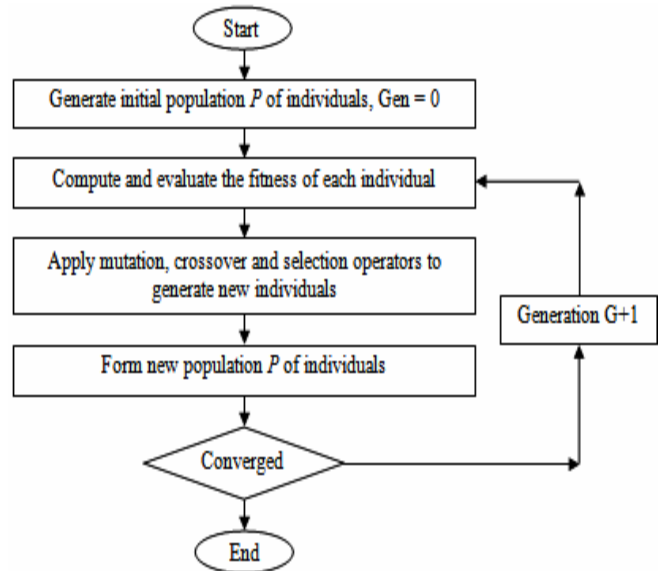 Start
Generate initial population P of individuals, Gen = 0
Compute and evaluate the fitness of each individual
Apply mutation, crossover and selection operators to
generate new individuals
Generation G+1
Form new population P of individuals
Converged
End